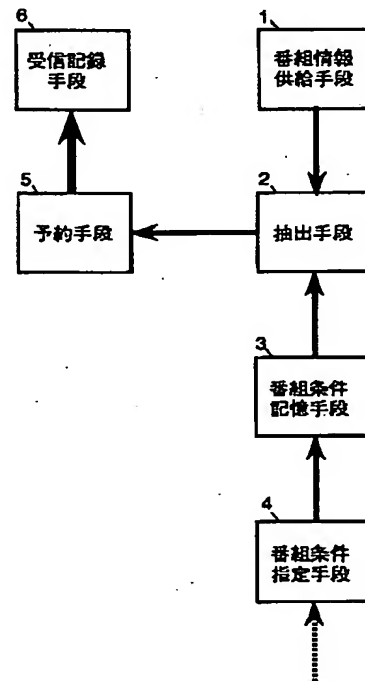 6
受信記録
手段
1
番組情報
供給手段
5
予約手段
2
抽出手段
3
番組条件
記憶手段
4
番組条件
指定手段